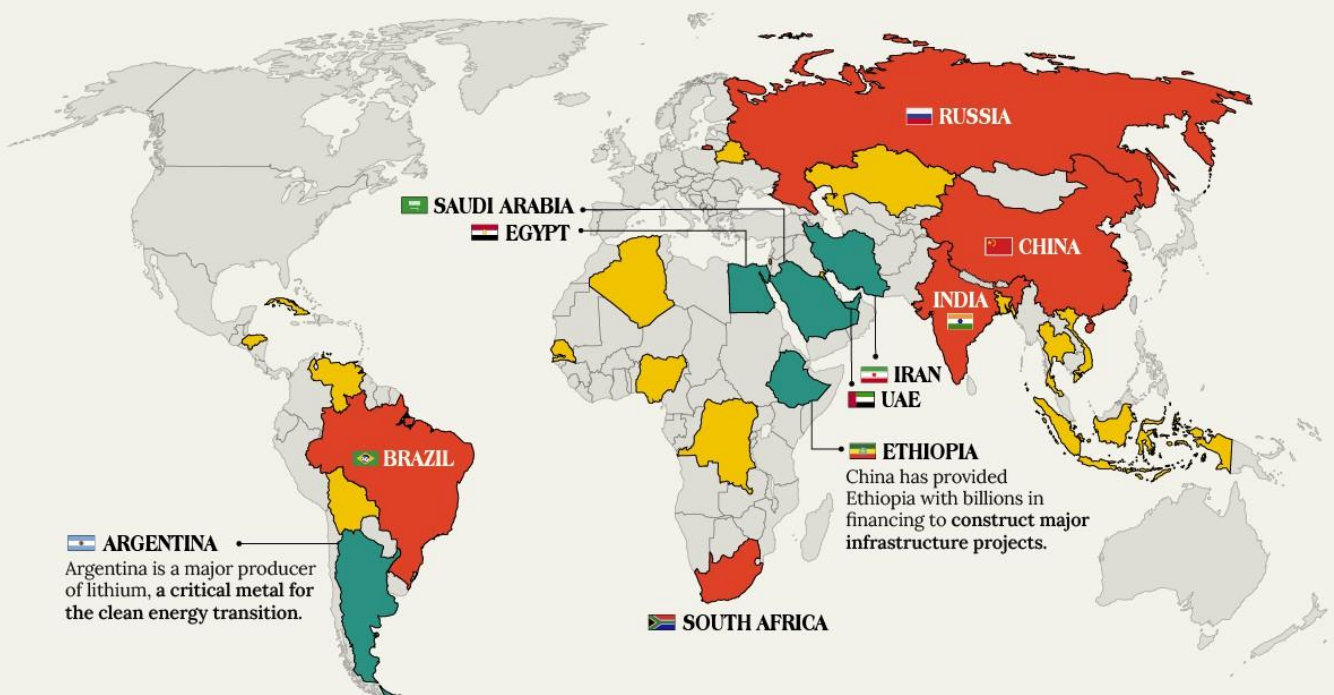 RUSSIA
SAUDI ARABIA
EGYPT
CHINA
INDIA
IRAN
UAE
BRAZIL
ETHIOPIA
China has provided
Ethiopia with billions in
financing to construct major
infrastructure projects.
ARGENTINA
Argentina is a major producer
of lithium, a critical metal for
the clean energy transition.
SOUTH AFRICA